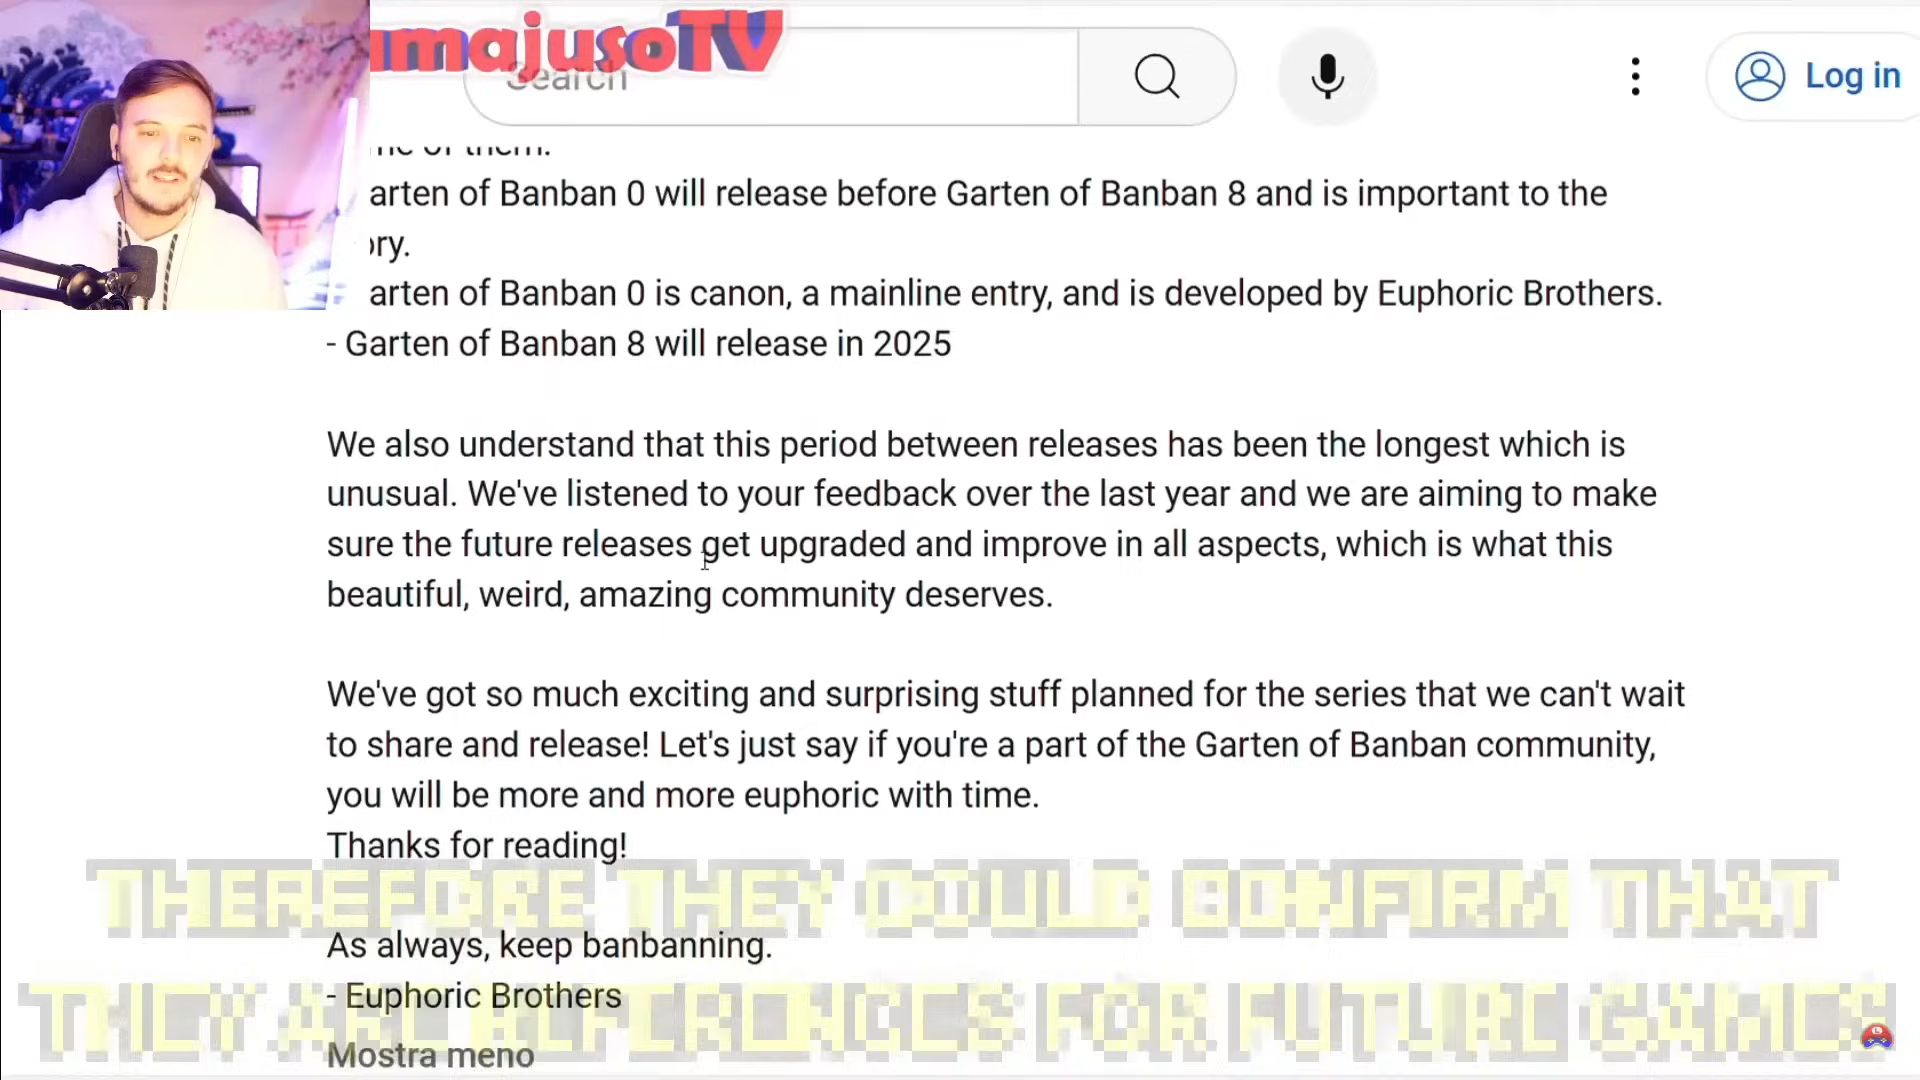 amajusoTV
Search
Log in
me of them.
arten of Banban 0 will release before Garten of Banban 8 and is important to the
ory.
arten of Banban 0 is canon, a mainline entry, and is developed by Euphoric Brothers.
- Garten of Banban 8 will release in 2025
We also understand that this period between releases has been the longest which is
unusual. We've listened to your feedback over the last year and we are aiming to make
sure the future releases get upgraded and improve in all aspects, which is what this
beautiful, weird, amazing community deserves.
We've got so much exciting and surprising stuff planned for the series that we can't wait
to share and release! Let's just say if you're a part of the Garten of Banban community,
you will be more and more euphoric with time.
Thanks for reading!
THEREFORE THEY COULD CONFIRM THAT
As always, keep banbanning.
- Euphoric Brothers
THEY ARE REFERENCES FOR FUTURE GAMES
Mostra meno